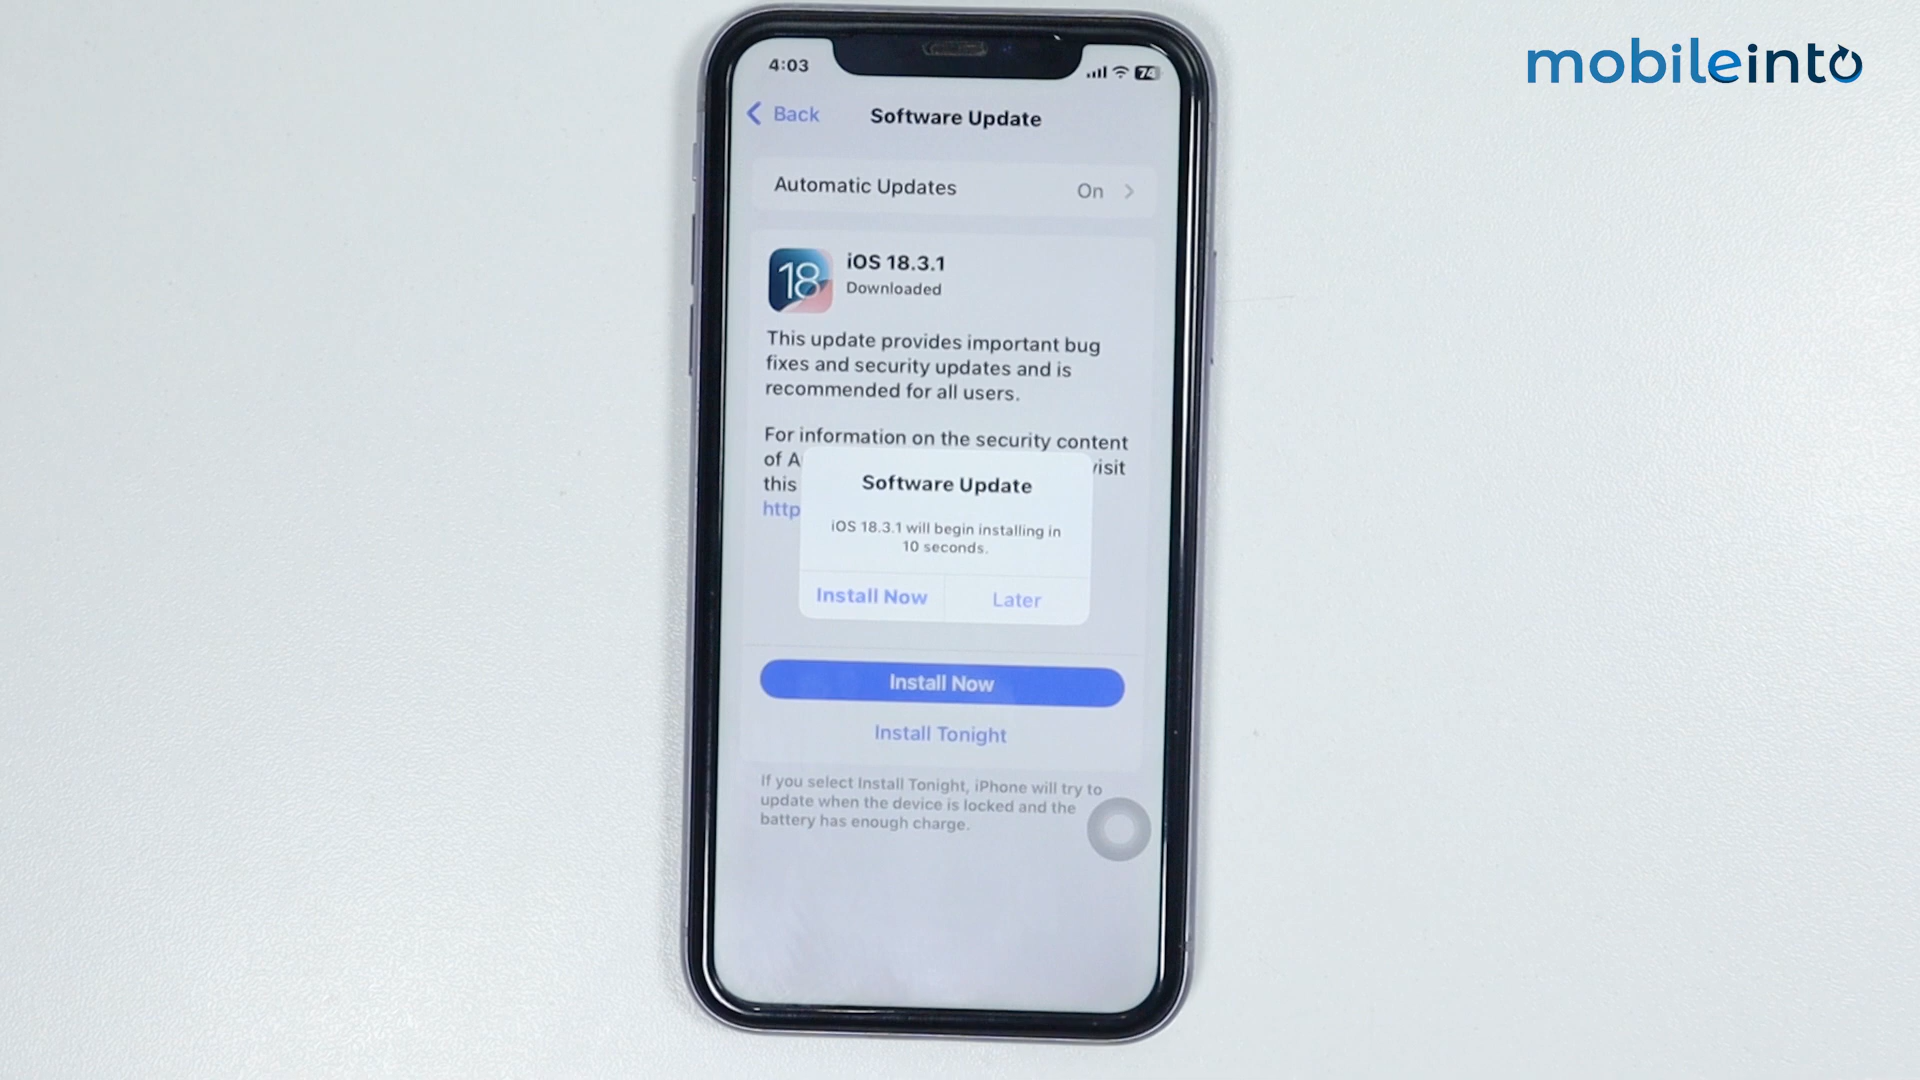 mobileinto
4:03
74
Back
Software Update
Automatic Updates
On
18
iOS 18.3.1
Downloaded
This update provides important bug
fixes and security updates and is
recommended for all users.
For information on the security content
of A
visit
this
http
Software Update
iOS 18.3.1 will begin installing in
10 seconds.
Install Now
Later
Install Now
Install Tonight
If you select Install Tonight, iPhone will try to
update when the device is locked and the
battery has enough charge.